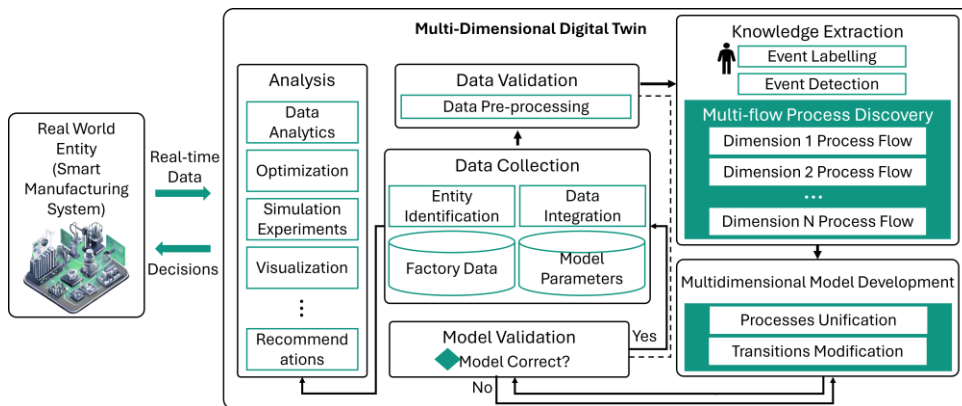 Multi-Dimensional Digital Twin
Real World
Entity
(Smart
Manufacturing
System)
Real-time
Data
Decisions
Analysis
Data
Analytics
Optimization
Simulation
Experiments
Visualization
⋮
Recommend
ations
Data Validation
Data Pre-processing
Data Collection
Entity
Identification
Data
Integration
Factory Data
Model
Parameters
Model Validation
Model Correct?
Yes
No
Knowledge Extraction
Event Labelling
Event Detection
Multi-flow Process Discovery
Dimension 1 Process Flow
Dimension 2 Process Flow
...
Dimension N Process Flow
Multidimensional Model Development
Processes Unification
Transitions Modification